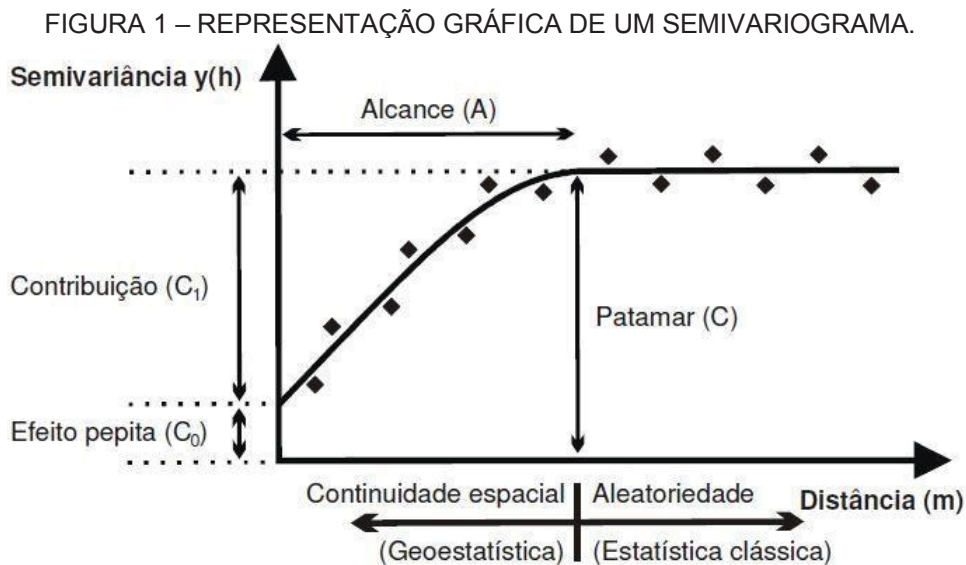 FIGURA 1 – REPRESENTAÇÃO GRÁFICA DE UM SEMIVARIOGRAMA.
Semivariância y(h)
Alcance (A)
Contribuição (C₁)
Patamar (C)
Efeito pepita (C₀)
Continuidade espacial
Aleatoriedade
Distância (m)
(Geoestatística)
(Estatística clássica)